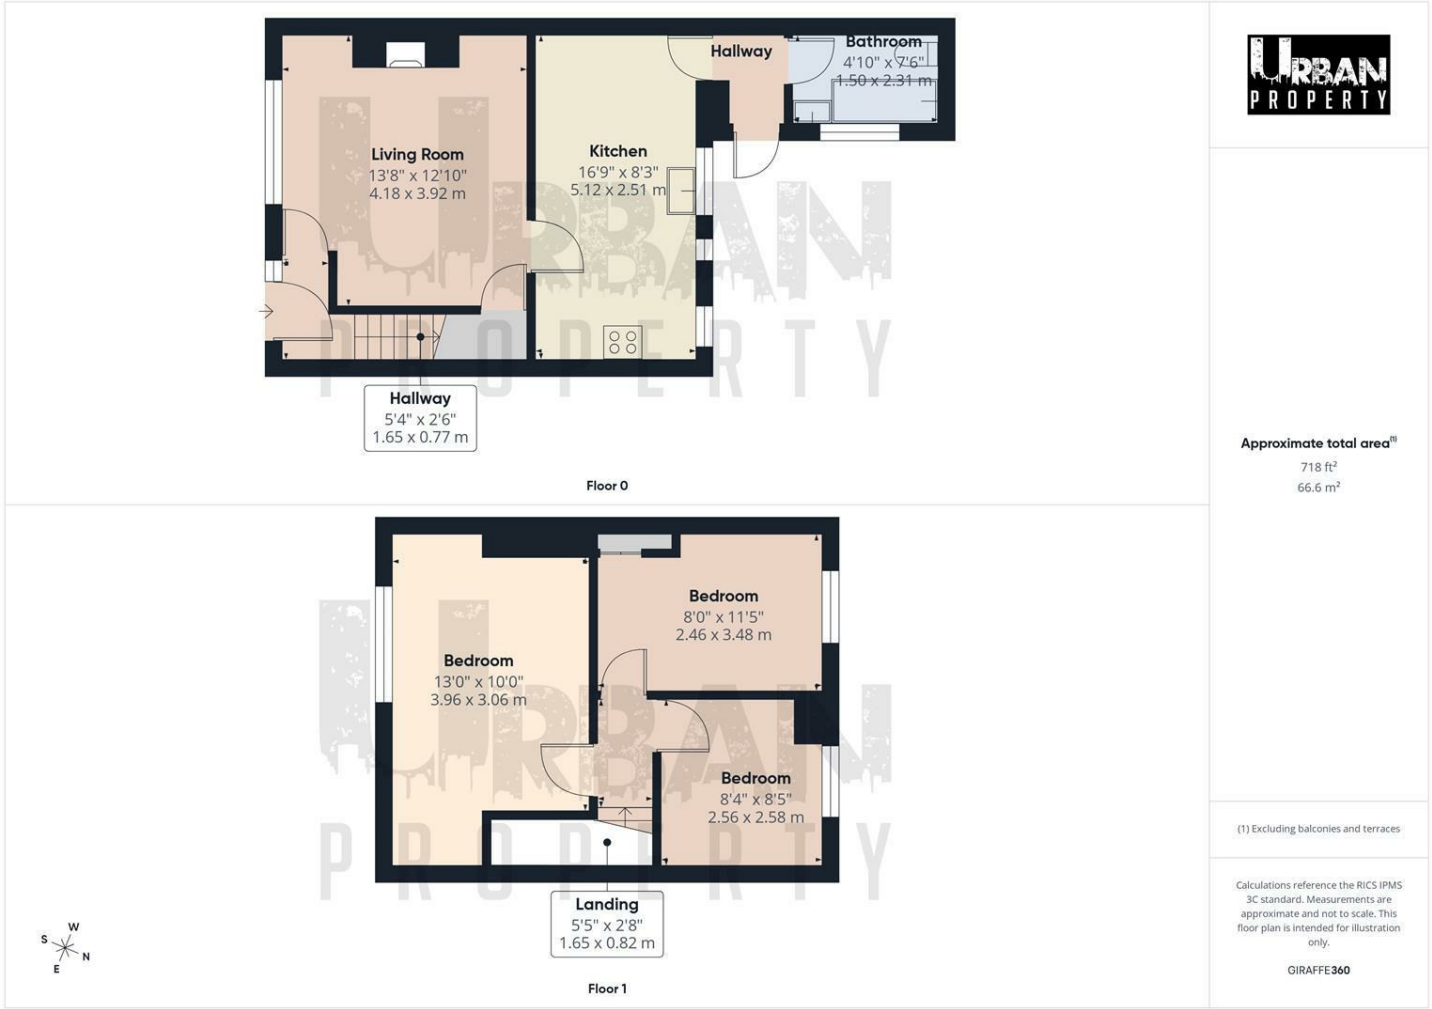 Living Room
13'8" x 12'10"
4.18 x 3.92 m
Kitchen
16'9" x 8'3"
5.12 x 2.51 m
Hallway
Bathroom
4'10" x 7'6"
1.50 x 2.31 m
Hallway
5'4" x 2'6"
1.65 x 0.77 m
URBAN
PROPERTY
Floor 0
Bedroom
13'0" x 10'0"
3.96 x 3.06 m
Bedroom
8'0" x 11'5"
2.46 x 3.48 m
Bedroom
8'4" x 8'5"
2.56 x 2.58 m
Landing
5'5" x 2'8"
1.65 x 0.82 m
URBAN
PROPERTY
Floor 1
W
S
N
E
URBAN
PROPERTY
Approximate total area(1)
718 ft²
66.6 m²
(1) Excluding balconies and terraces
Calculations reference the RICS IPMS
3C standard. Measurements are
approximate and not to scale. This
floor plan is intended for illustration
only.
GIRAFFE360